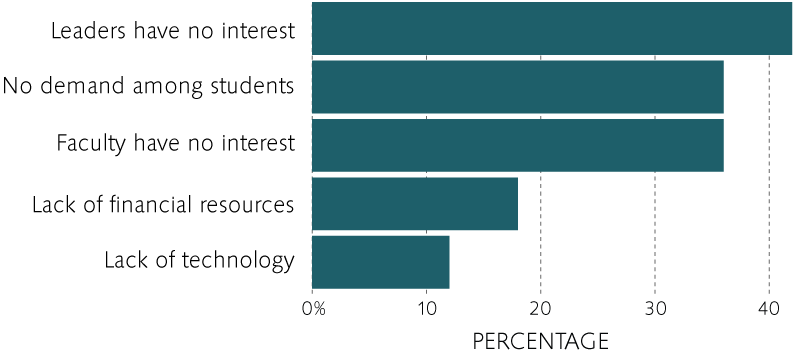 Leaders have no interest
No demand among students
Faculty have no interest
Lack of financial resources
Lack of technology
0% 10 20 30 40
PERCENTAGE